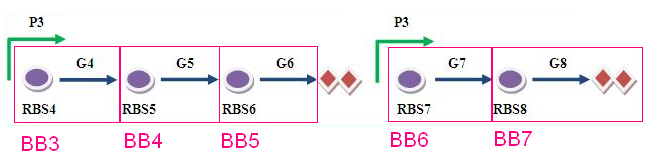 P3 P3
G4 G5 G6 G7 G8
RBS4 RBS5 RBS6 RBS7 RBS8
BB3 BB4 BB5 BB6 BB7